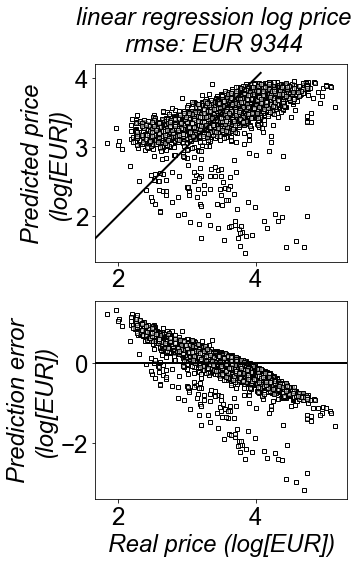 linear regression log price
rmse: EUR 9344
Predicted price
(log[EUR])
4
3
2
2 4
Prediction error
(log[EUR])
0
−2
2 4
Real price (log[EUR])